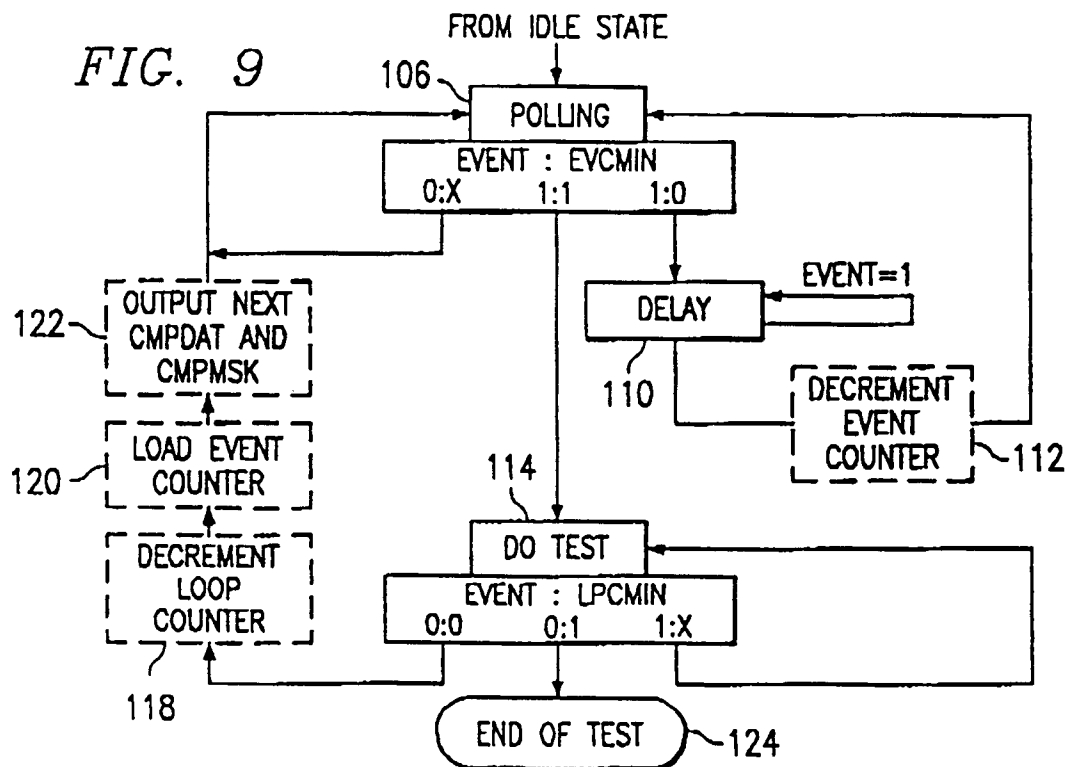 FROM IDLE STATE
FIG. 9
106
POLLING
EVENT : EVCMIN
0:X 1:1 1:0
EVENT=1
DELAY
110
OUTPUT NEXT
CMPDAT AND
CMPMSK
122
DECREMENT
EVENT
COUNTER
112
LOAD EVENT
COUNTER
120
114
DO TEST
DECREMENT
LOOP
COUNTER
118
EVENT : LPCMIN
0:0 0:1 1:X
END OF TEST
124